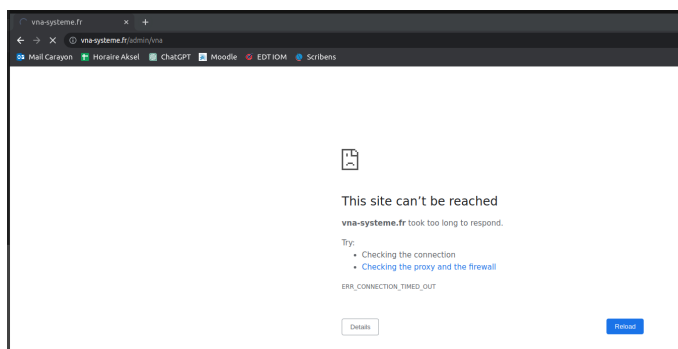 vna-systeme.fr × +
vna-systeme.fr/admin/vna
Mail Carayon Horaire Aksel ChatGPT Moodle EDT IOM Scribens
This site can’t be reached
vna-systeme.fr took too long to respond.
Try:
• Checking the connection
• Checking the proxy and the firewall
ERR_CONNECTION_TIMED_OUT
Details Reload